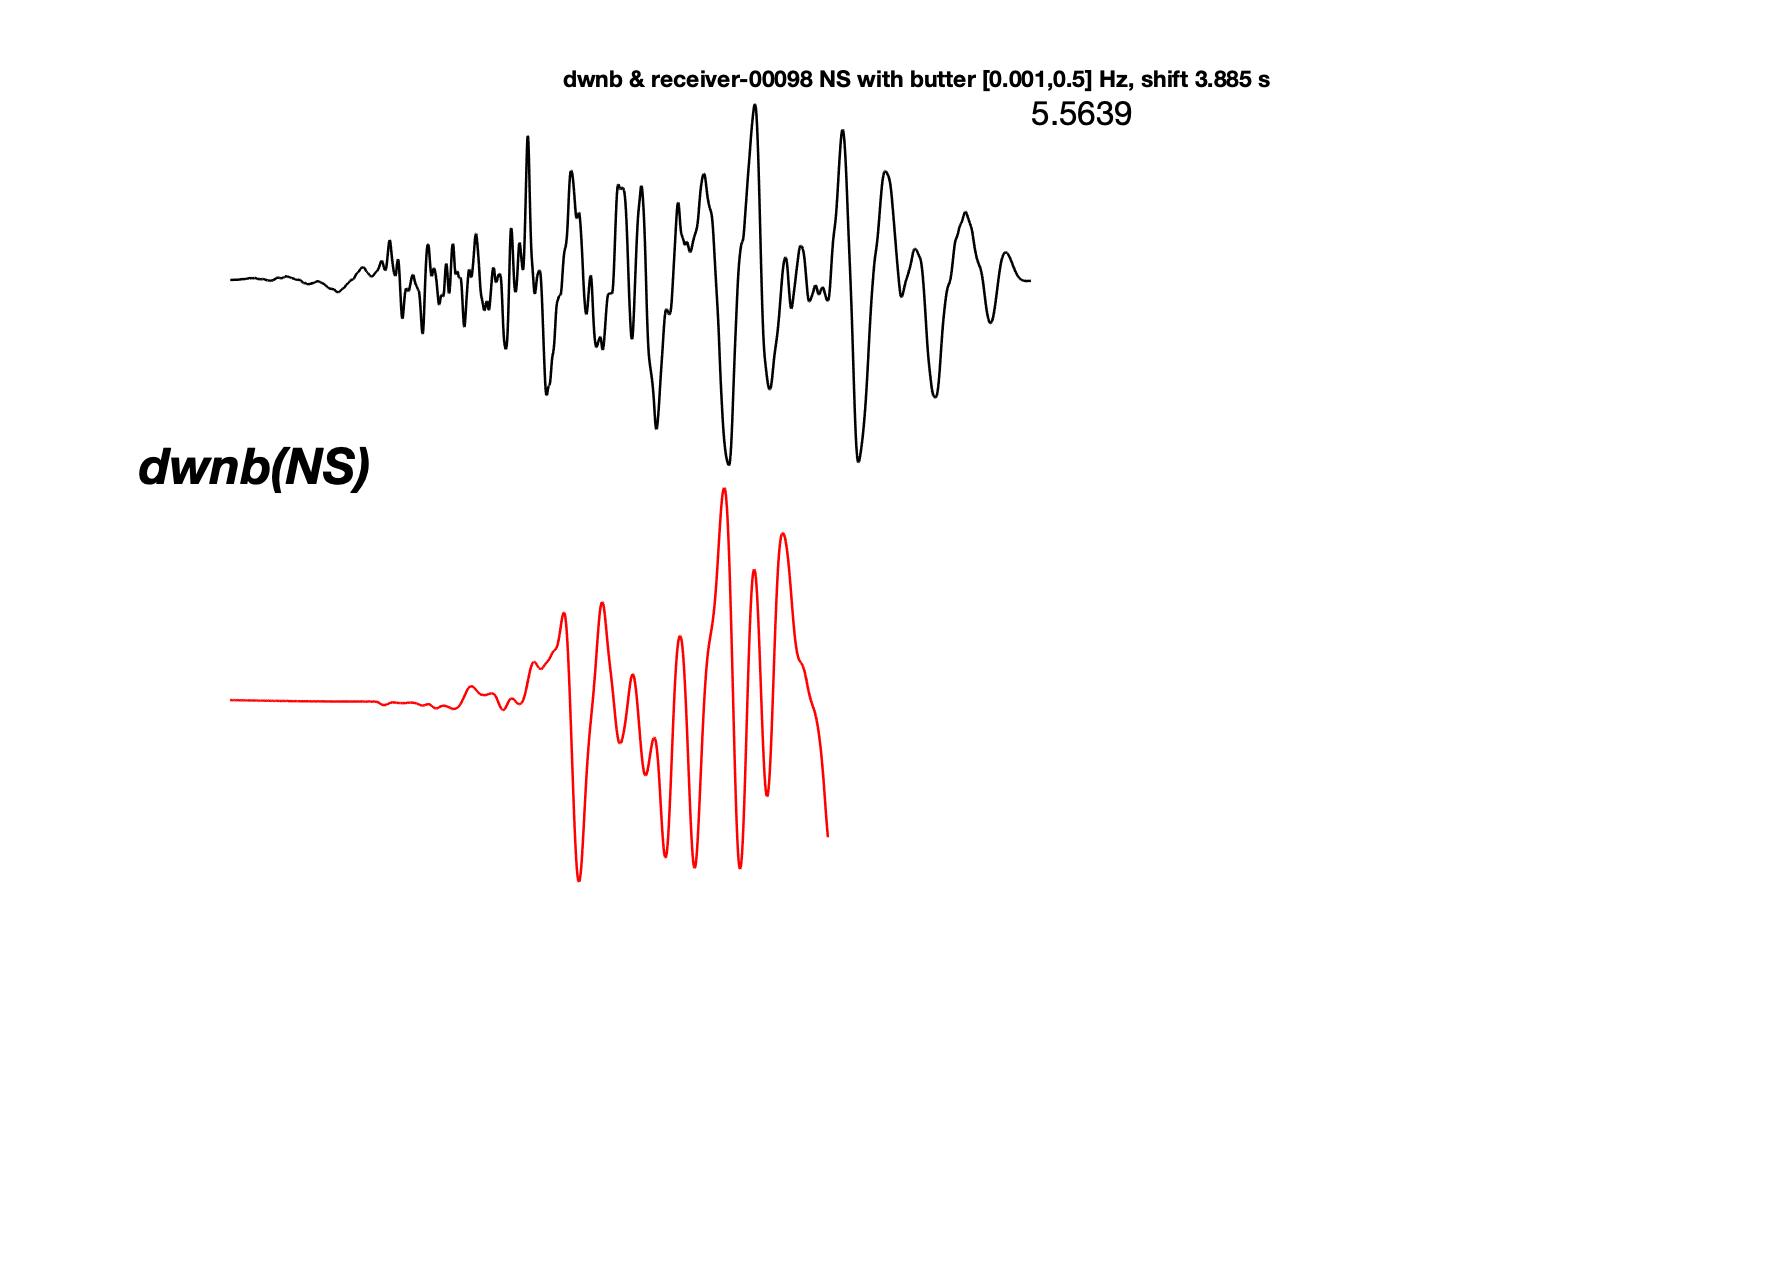 dwnb & receiver-00098 NS with butter [0.001,0.5] Hz, shift 3.885 s
5.5639
dwnb(NS)